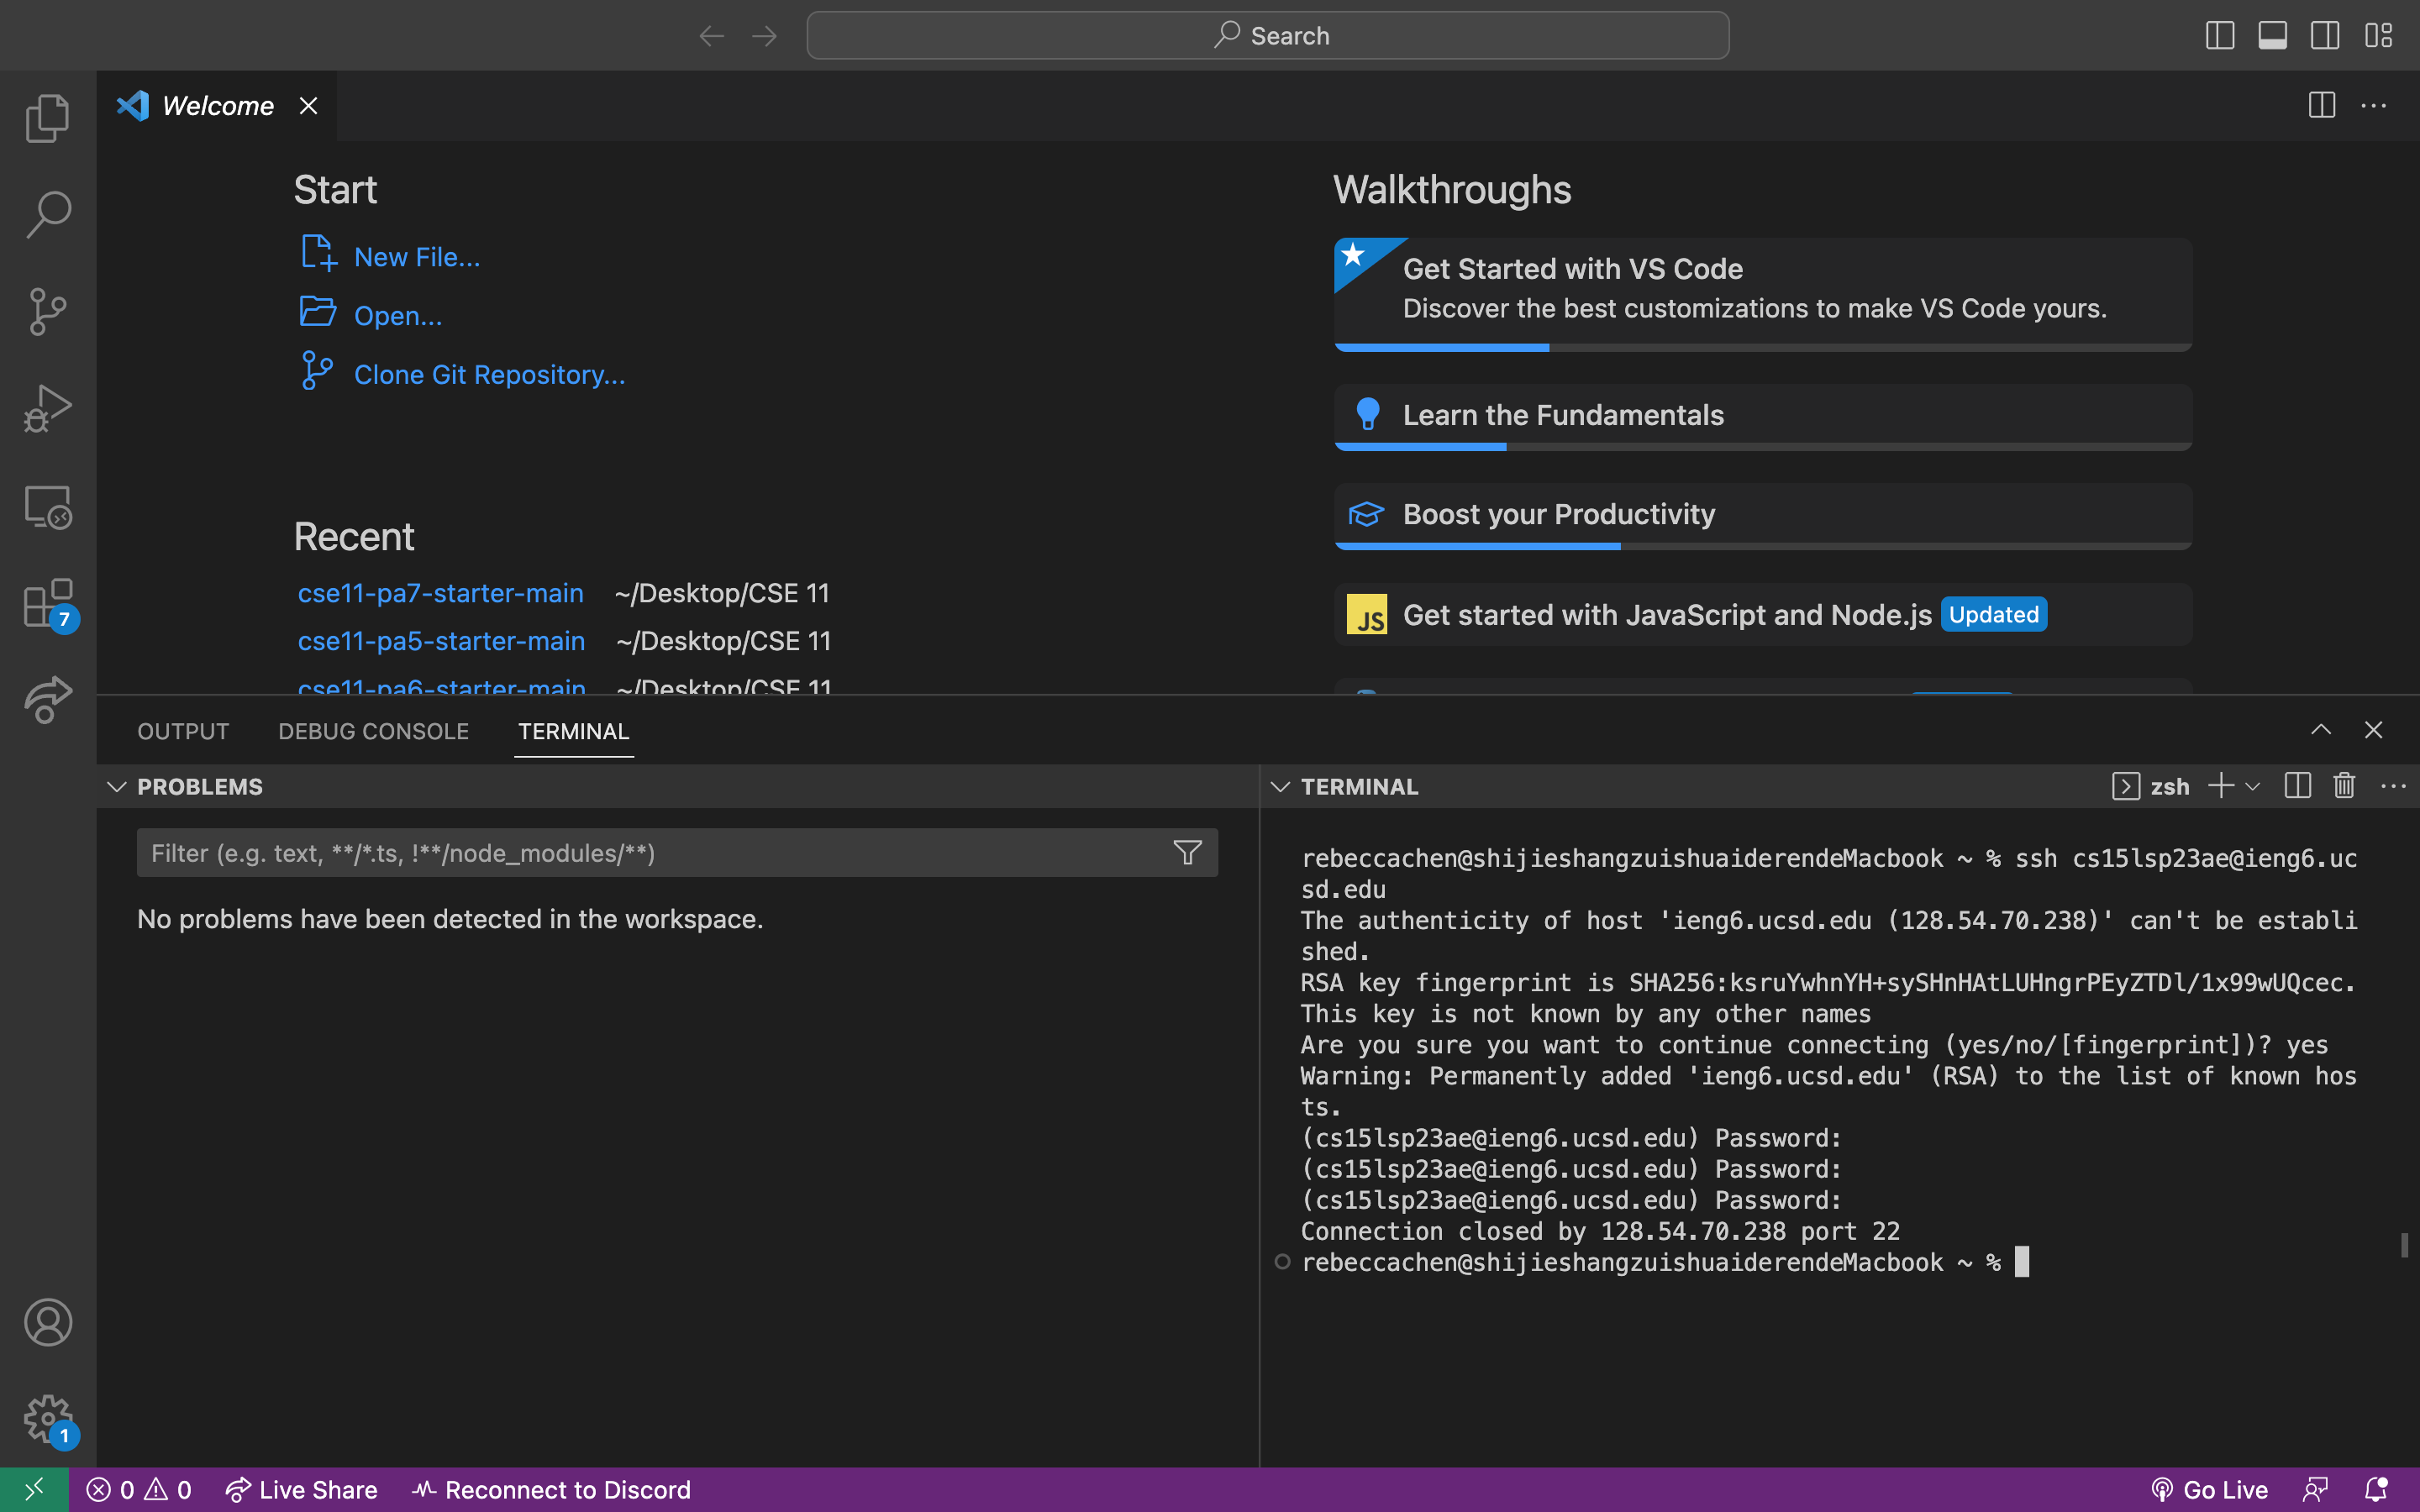 Search
Welcome
Start
New File...
Open...
Clone Git Repository...
Recent
cse11-pa7-starter-main ~/Desktop/CSE 11
cse11-pa5-starter-main ~/Desktop/CSE 11
cse11-pa6-starter-main ~/Desktop/CSE 11
Walkthroughs
Get Started with VS Code
Discover the best customizations to make VS Code yours.
Learn the Fundamentals
Boost your Productivity
JS Get started with JavaScript and Node.js Updated
7
OUTPUT DEBUG CONSOLE TERMINAL
PROBLEMS
Filter (e.g. text, **/*.ts, !**/node_modules/**)
No problems have been detected in the workspace.
TERMINAL zsh
rebeccachen@shijieshangzuishuaiderendeMacbook ~ % ssh cs15lsp23ae@ieng6.uc
sd.edu
The authenticity of host 'ieng6.ucsd.edu (128.54.70.238)' can't be establi
shed.
RSA key fingerprint is SHA256:ksruYwhnYH+sySHnHAtLUHngrPEyZTDl/1x99wUQcec.
This key is not known by any other names
Are you sure you want to continue connecting (yes/no/[fingerprint])? yes
Warning: Permanently added 'ieng6.ucsd.edu' (RSA) to the list of known hos
ts.
(cs15lsp23ae@ieng6.ucsd.edu) Password:
(cs15lsp23ae@ieng6.ucsd.edu) Password:
(cs15lsp23ae@ieng6.ucsd.edu) Password:
Connection closed by 128.54.70.238 port 22
rebeccachen@shijieshangzuishuaiderendeMacbook ~ %
1
0 0 Live Share Reconnect to Discord Go Live